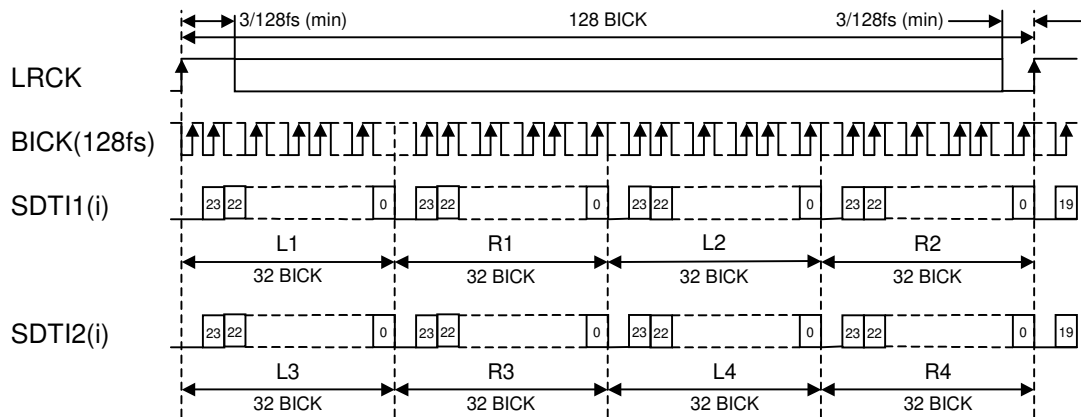 3/128fs (min) 128 BICK 3/128fs (min)
LRCK
BICK(128fs)
SDTI1(i) 23 22 0 23 22 0 23 22 0 23 22 0 19
L1 R1 L2 R2
32 BICK 32 BICK 32 BICK 32 BICK
SDTI2(i) 23 22 0 23 22 0 23 22 0 23 22 0 19
L3 R3 L4 R4
32 BICK 32 BICK 32 BICK 32 BICK